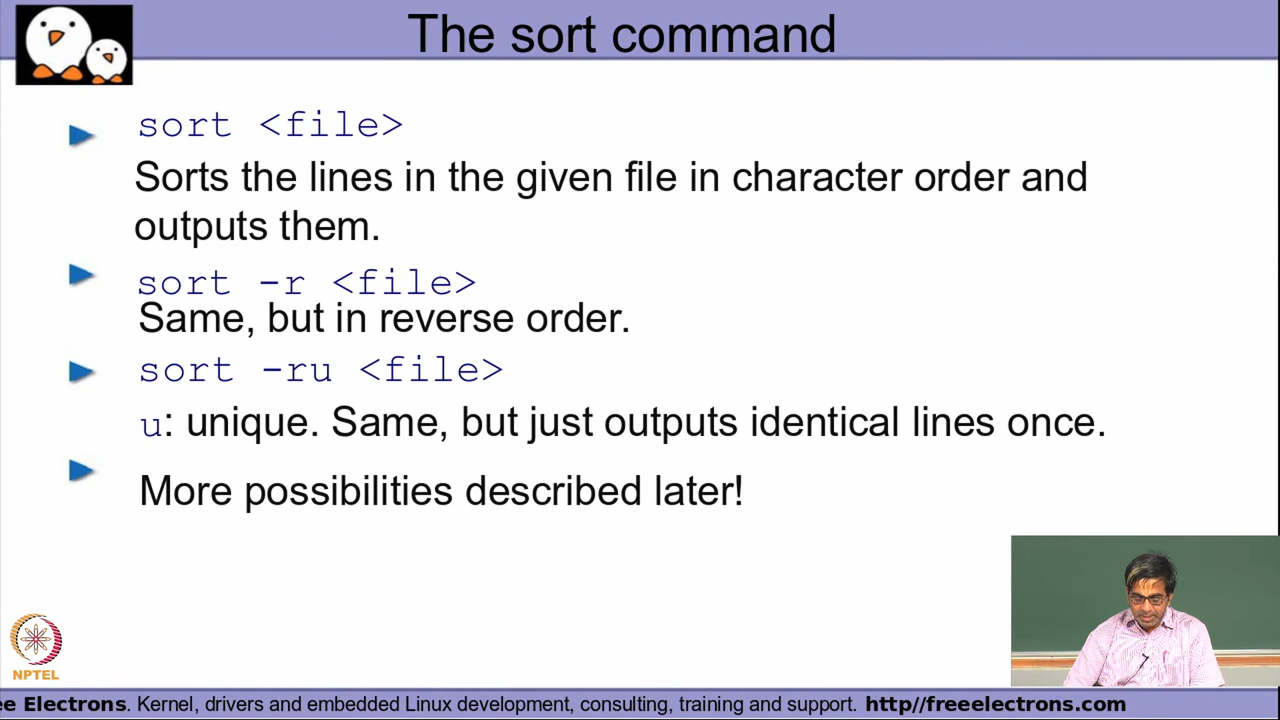 The sort command
sort <file>
Sorts the lines in the given file in character order and
outputs them.
sort -r <file>
Same, but in reverse order.
sort -ru <file>
u: unique. Same, but just outputs identical lines once.
More possibilities described later!
NPTEL
ee Electrons. Kernel, drivers and embedded Linux development, consulting, training and support. http//freeelectrons.com